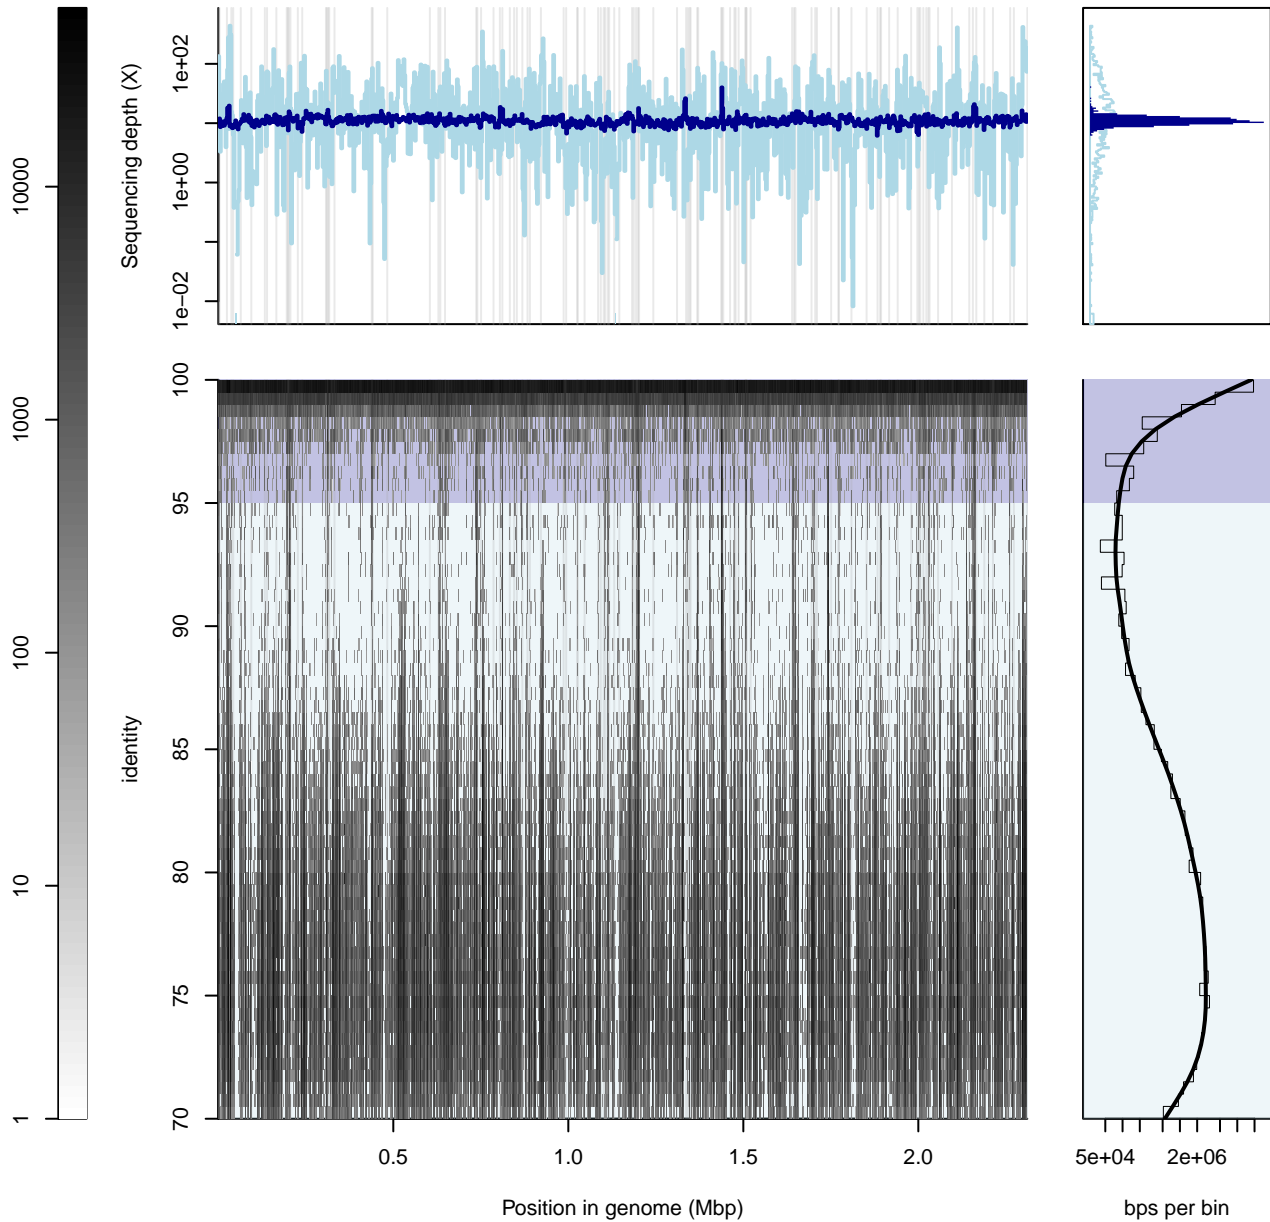 1e+02
1e+00
1e−02
Sequencing depth (X)
10000
1000
100
10
1
100
95
90
85
80
75
70
identity
0.5
1.0
1.5
2.0
Position in genome (Mbp)
5e+04
2e+06
bps per bin